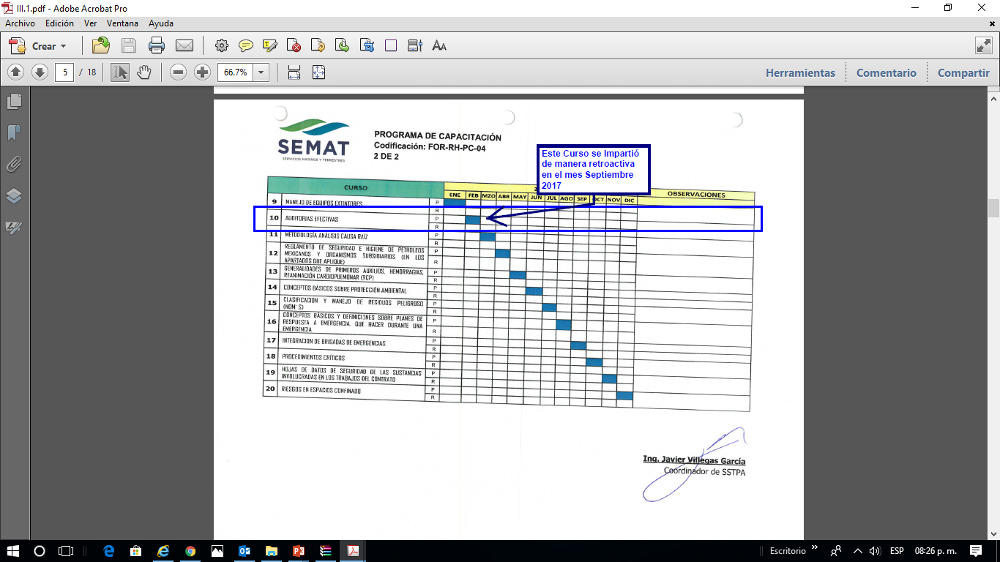 III.1.pdf - Adobe Acrobat Pro
Archivo Edición Ver Ventana Ayuda
Crear
5 / 18 66.7% Herramientas Comentario Compartir
SEMAT
SERVICIOS MARINOS Y TERRESTRES
PROGRAMA DE CAPACITACIÓN
Codificación: FOR-RH-PC-04
2 DE 2
Este Curso se Impartió
de manera retroactiva
en el mes Septiembre
2017
CURSO 2 OBSERVACIONES
ENE FEB MZO ABR MAY JUN JUL AGO SEP OCT NOV DIC
9 MANEJO DE EQUIPOS EXTINTORES. P
R
10 AUDITORIAS EFECTIVAS P
R
11 METODOLOGÍA ANÁLISIS CAUSA RAÍZ P
R
12 REGLAMENTO DE SEGURIDAD E HIGIENE DE PETROLEOS P
MEXICANOS Y ORGANISMOS SUBSIDIARIOS (EN LOS
APARTADOS QUE APLIQUE) R
13 GENERALIDADES DE PRIMEROS AUXILIOS, HEMORRAGIAS, P
REANIMACIÓN CARDIOPULMONAR (RCP) R
14 CONCEPTOS BÁSICOS SOBRE PROTECCIÓN AMBIENTAL P
R
15 CLASIFICACION Y MANEJO DE RESIDUOS PELIGROSO P
(NOM´S) R
16 CONCEPTOS BÁSICOS Y DEFINICIONES SOBRE PLANES DE P
RESPUESTA A EMERGENCIA, QUE HACER DURANTE UNA
EMERGENCIA R
17 INTEGRACION DE BRIGADAS DE EMERGENCIAS P
R
18 PROCEDIMIENTOS CRÍTICOS P
R
19 HOJAS DE DATOS DE SEGURIDAD DE LAS SUSTANCIAS P
INVOLUCRADAS EN LOS TRABAJOS DEL CONTRATO R
20 RIESGOS EN ESPACIOS CONFINADO P
R
Ing. Javier Villegas García
Coordinador de SSTPA
Escritorio ESP 08:26 p. m.